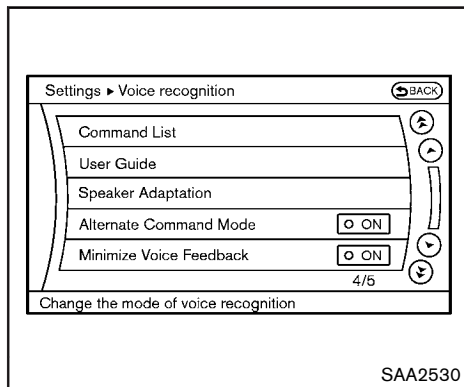 Settings ▸ Voice recognition
BACK
Command List
User Guide
Speaker Adaptation
Alternate Command Mode ON
Minimize Voice Feedback ON
4/5
Change the mode of voice recognition
SAA2530